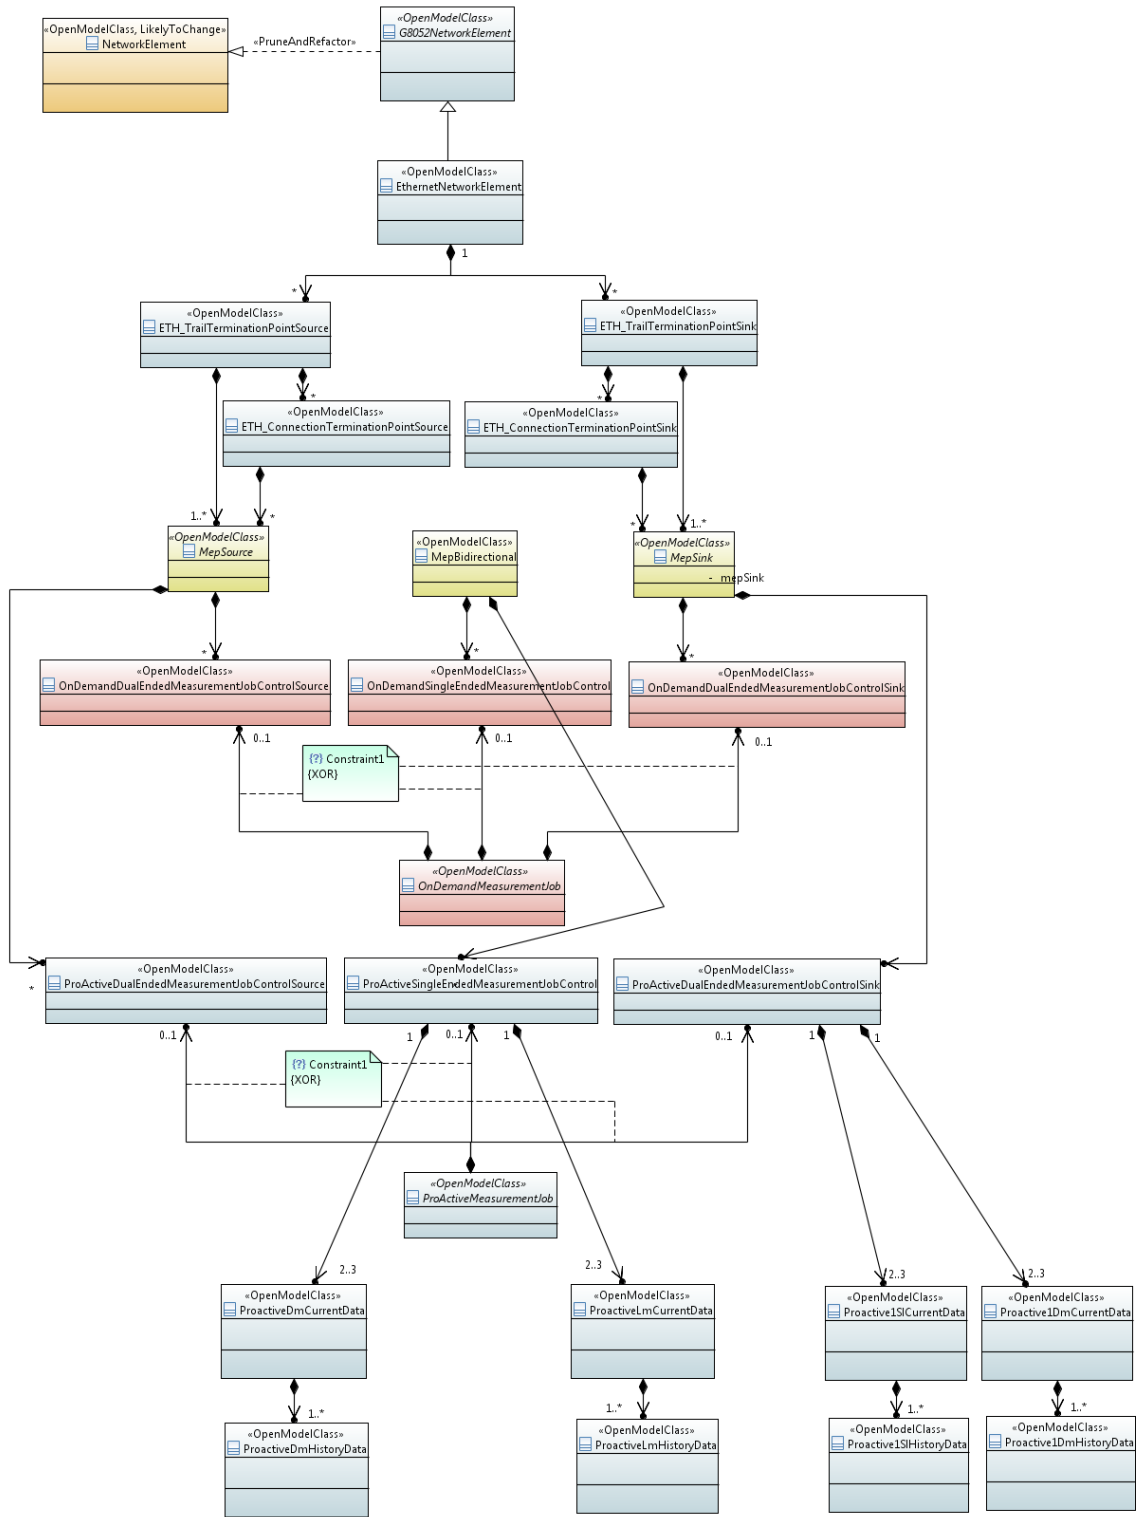 «OpenModelClass, LikelyToChange»
NetworkElement
«PruneAndRefactor»
«OpenModelClass»
G8052NetworkElement
«OpenModelClass»
EthernetNetworkElement
1
*
*
«OpenModelClass»
ETH_TrailTerminationPointSource
«OpenModelClass»
ETH_TrailTerminationPointSink
*
*
«OpenModelClass»
ETH_ConnectionTerminationPointSource
«OpenModelClass»
ETH_ConnectionTerminationPointSink
1..*
*
*
1..*
«OpenModelClass»
MepSource
«OpenModelClass»
MepBidirectional
«OpenModelClass»
MepSink
- mepSink
*
*
*
«OpenModelClass»
OnDemandDualEndedMeasurementJobControlSource
«OpenModelClass»
OnDemandSingleEndedMeasurementJobControl
«OpenModelClass»
OnDemandDualEndedMeasurementJobControlSink
0..1
0..1
0..1
{?} Constraint1
{XOR}
«OpenModelClass»
OnDemandMeasurementJob
*
«OpenModelClass»
ProActiveDualEndedMeasurementJobControlSource
«OpenModelClass»
ProActiveSingleEndedMeasurementJobControl
«OpenModelClass»
ProActiveDualEndedMeasurementJobControlSink
0..1
1
0..1
1
0..1
1
1
{?} Constraint1
{XOR}
«OpenModelClass»
ProActiveMeasurementJob
2..3
2..3
2..3
2..3
«OpenModelClass»
ProactiveDmCurrentData
«OpenModelClass»
ProactiveLmCurrentData
«OpenModelClass»
Proactive1SlCurrentData
«OpenModelClass»
Proactive1DmCurrentData
1..*
1..*
1..*
1..*
«OpenModelClass»
ProactiveDmHistoryData
«OpenModelClass»
ProactiveLmHistoryData
«OpenModelClass»
Proactive1SlHistoryData
«OpenModelClass»
Proactive1DmHistoryData